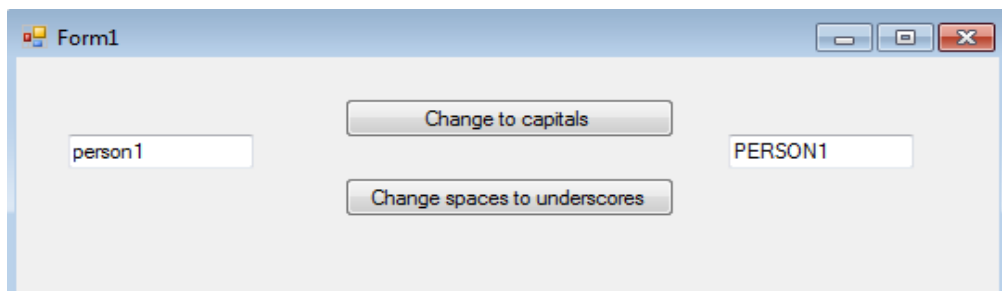 Form1
Change to capitals
person1
PERSON1
Change spaces to underscores